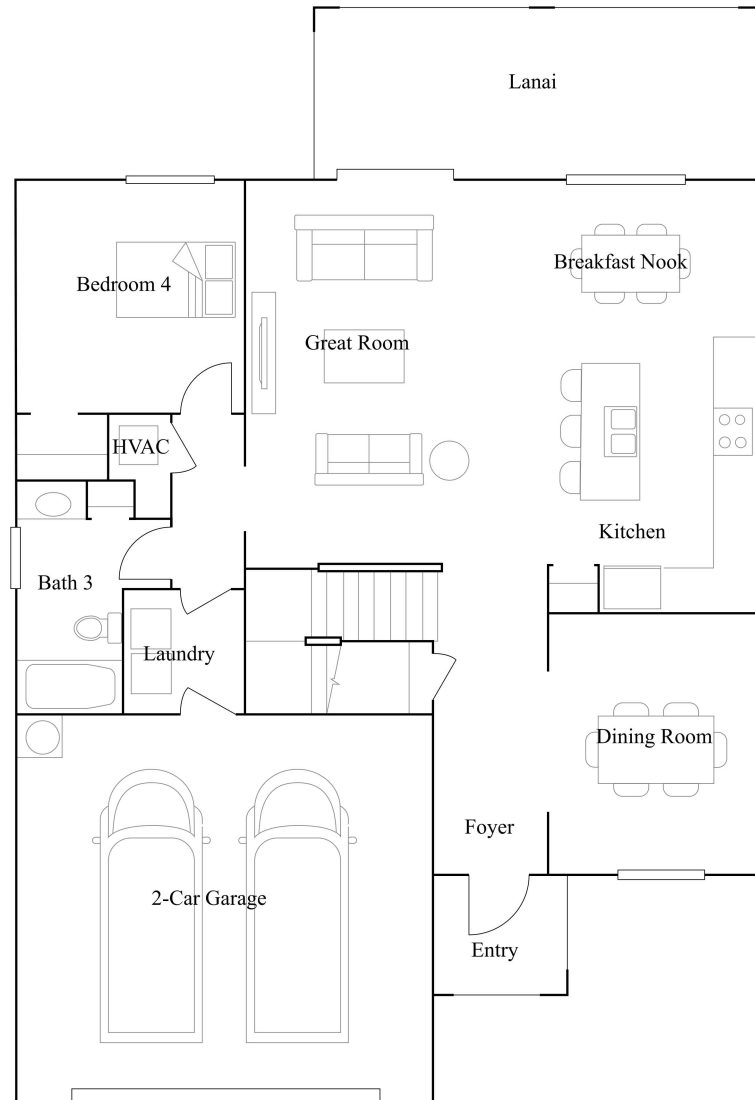 Lanai
Breakfast Nook
Bedroom 4
Great Room
HVAC
Kitchen
Bath 3
Laundry
Dining Room
Foyer
2-Car Garage
Entry